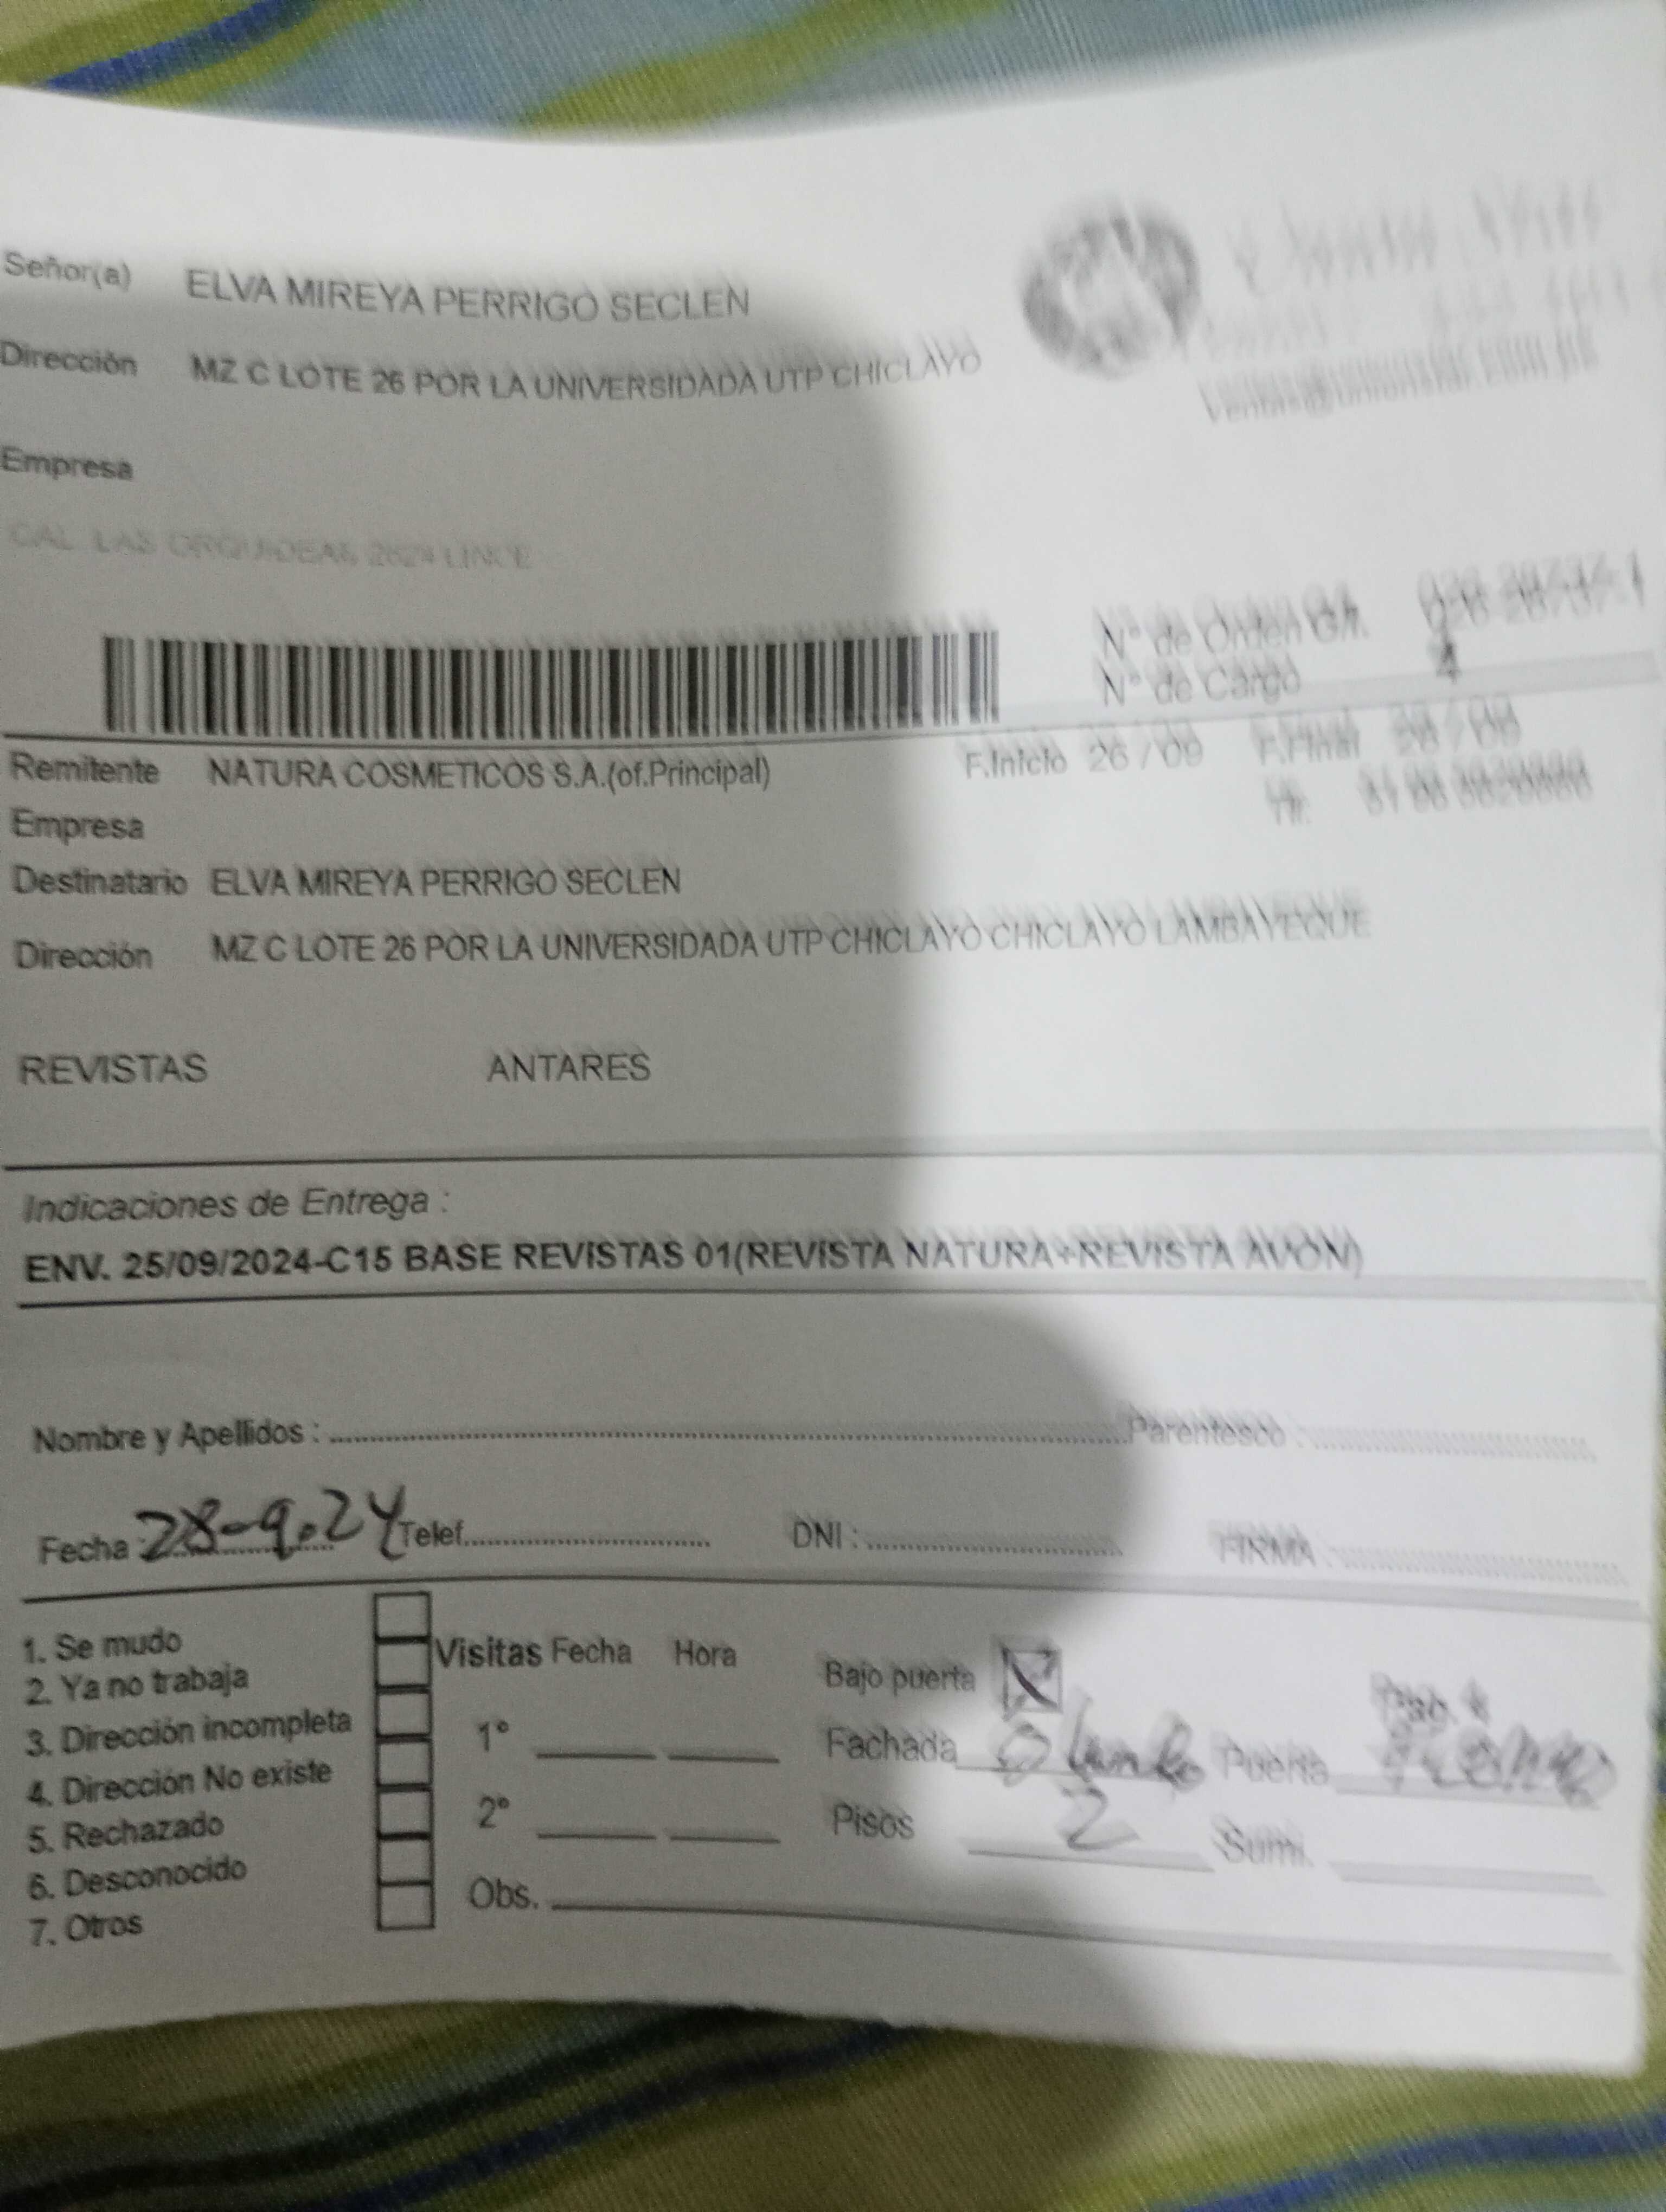 Señor(a) ELVA MIREYA PERRIGO SECLEN
Dirección MZ C LOTE 26 POR LA UNIVERSIDADA UTP CHICLAYO
Empresa
CAL LAS ORQUIDEAS LINCE
N° de Orden
N° de Cargo
Remitente NATURA COSMETICOS S.A.(of.Principal) F.Inicio 26 / 09 F.Final
Empresa
Destinatario ELVA MIREYA PERRIGO SECLEN
Dirección MZ C LOTE 26 POR LA UNIVERSIDADA UTP CHICLAYO CHICLAYO LAMBAYEQUE
REVISTAS ANTARES
Indicaciones de Entrega :
ENV. 25/09/2024-C15 BASE REVISTAS 01(REVISTA NATURA+REVISTA AVON)
Nombre y Apellidos : Parentesco :
Fecha 28-9.24 Telef. DNI : FIRMA :
1. Se mudo
2. Ya no trabaja
3. Dirección incompleta
4. Dirección No existe
5. Rechazado
6. Desconocido
7. Otros
Visitas Fecha Hora
1°
2°
Obs.
Bajo puerta
Fachada Puerta
Pisos 2 Sumi.